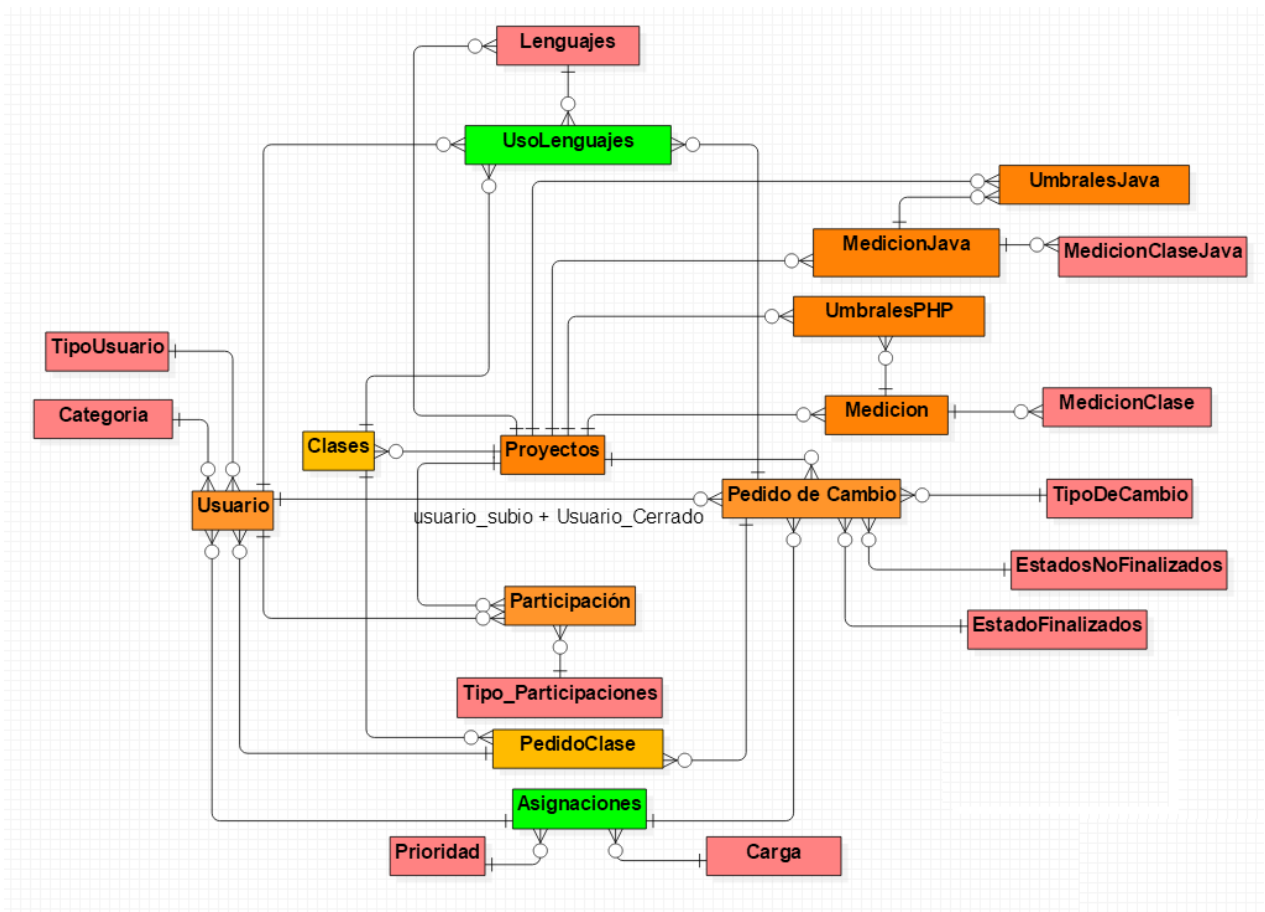 Lenguajes
UsoLenguajes
UmbralesJava
MedicionJava
MedicionClaseJava
UmbralesPHP
TipoUsuario
Categoria
Medicion
MedicionClase
Clases
Proyectos
Usuario
Pedido de Cambio
TipoDeCambio
usuario_subio + Usuario_Cerrado
EstadosNoFinalizados
Participación
EstadoFinalizados
Tipo_Participaciones
PedidoClase
Asignaciones
Prioridad
Carga